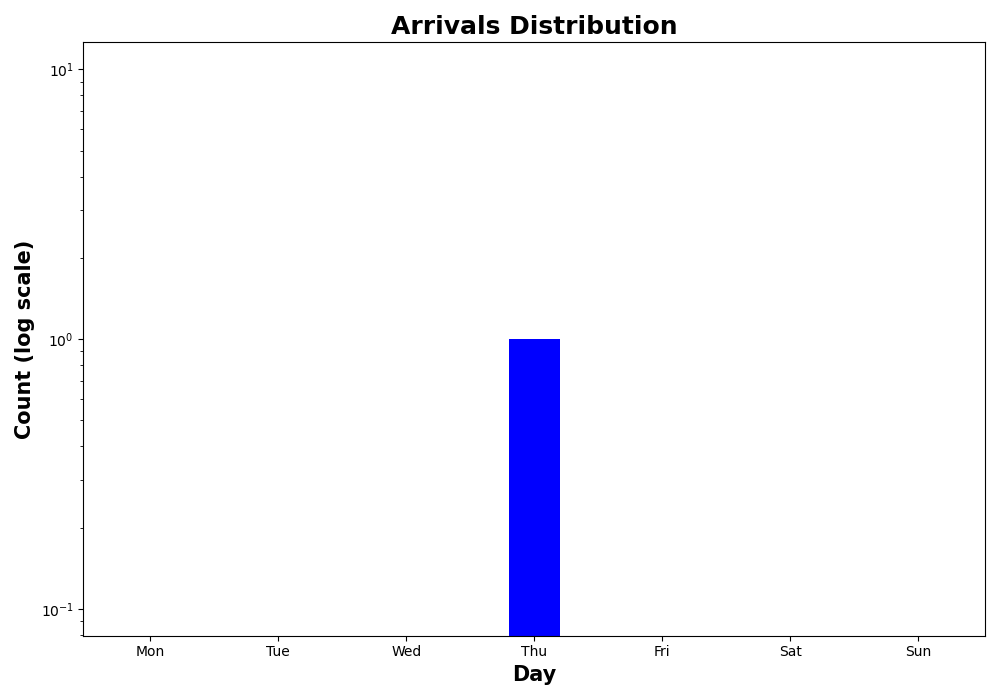 Arrivals Distribution
Count (log scale)
10¹
10⁰
10⁻¹
Mon Tue Wed Thu Fri Sat Sun
Day